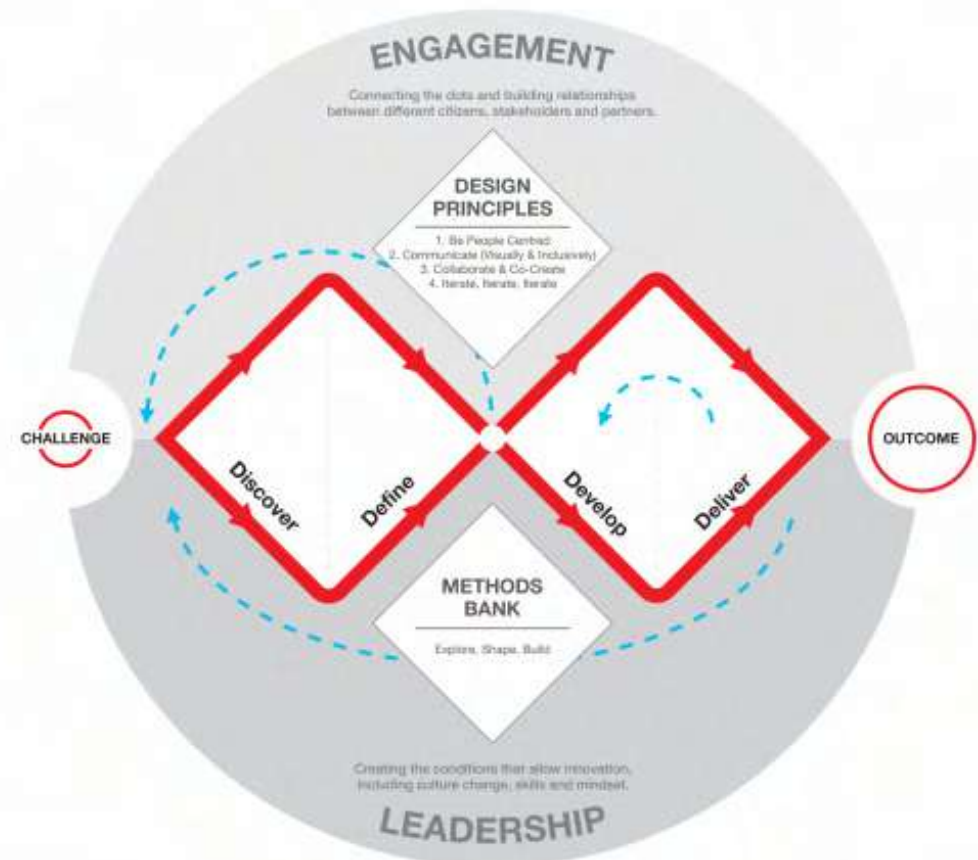 ENGAGEMENT
Connecting the dots and building relationships
between different citizens, stakeholders and partners.
DESIGN
PRINCIPLES
1. Be People Centred
2. Communicate (Visually & Inclusively)
3. Collaborate & Co-Create
4. Iterate, Iterate, Iterate
CHALLENGE
OUTCOME
Discover
Define
Develop
Deliver
METHODS
BANK
Explore, Shape, Build
Creating the conditions that allow innovation,
including culture change, skills and mindset.
LEADERSHIP